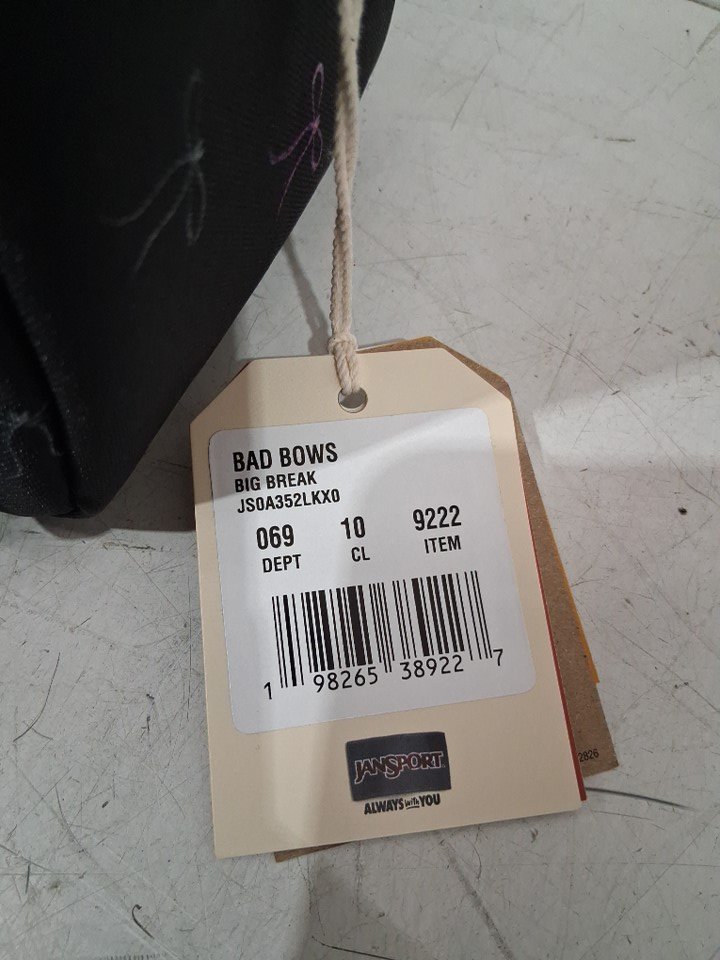 BAD BOWS
BIG BREAK
JS0A352LKX0
069 10 9222
DEPT CL ITEM
1 98265 38922 7
JANSPORT
ALWAYS with YOU
2826